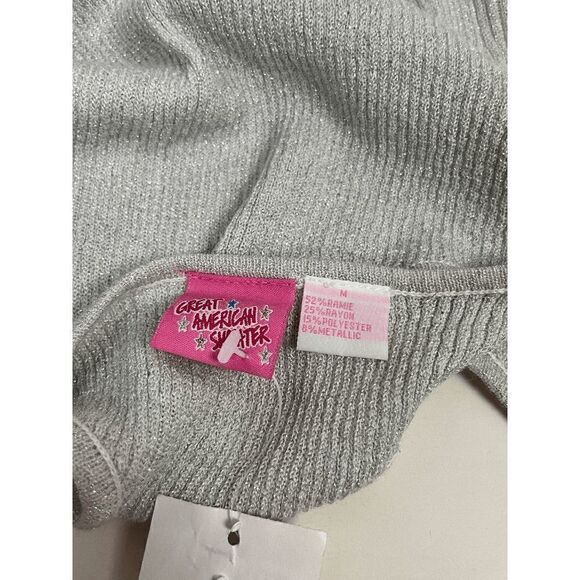 GREAT
AMERICAN
SWEATER
M
52%RAMIE
25%RAYON
15%POLYESTER
8%METALLIC